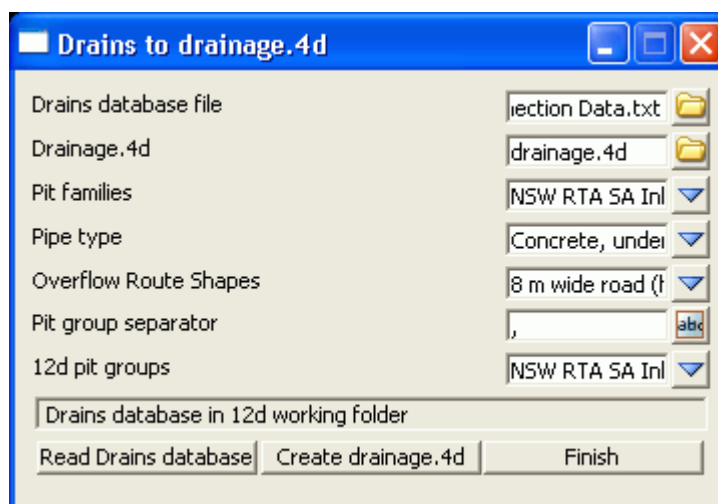 Drains to drainage.4d
Drains database file
ection Data.txt
Drainage.4d
drainage.4d
Pit families
NSW RTA SA Inl
Pipe type
Concrete, under
Overflow Route Shapes
8 m wide road (h
Pit group separator
,
abc
12d pit groups
NSW RTA SA Inl
Drains database in 12d working folder
Read Drains database
Create drainage.4d
Finish